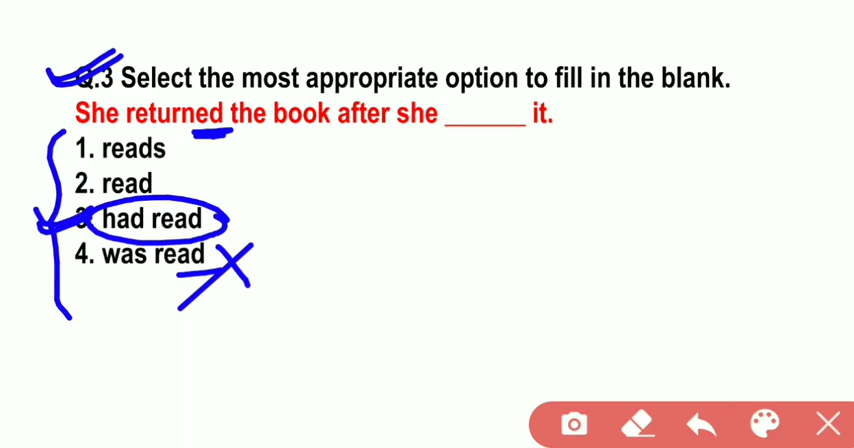 Q.3 Select the most appropriate option to fill in the blank.
She returned the book after she ______ it.
1. reads
2. read
3. had read
4. was read